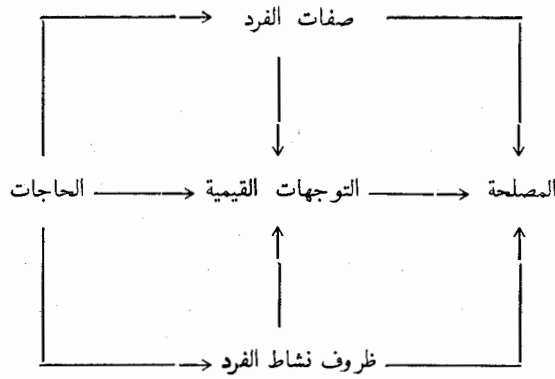 صفات الفرد
المصلحة التوجهات القيمية الحاجات
ظروف نشاط الفرد